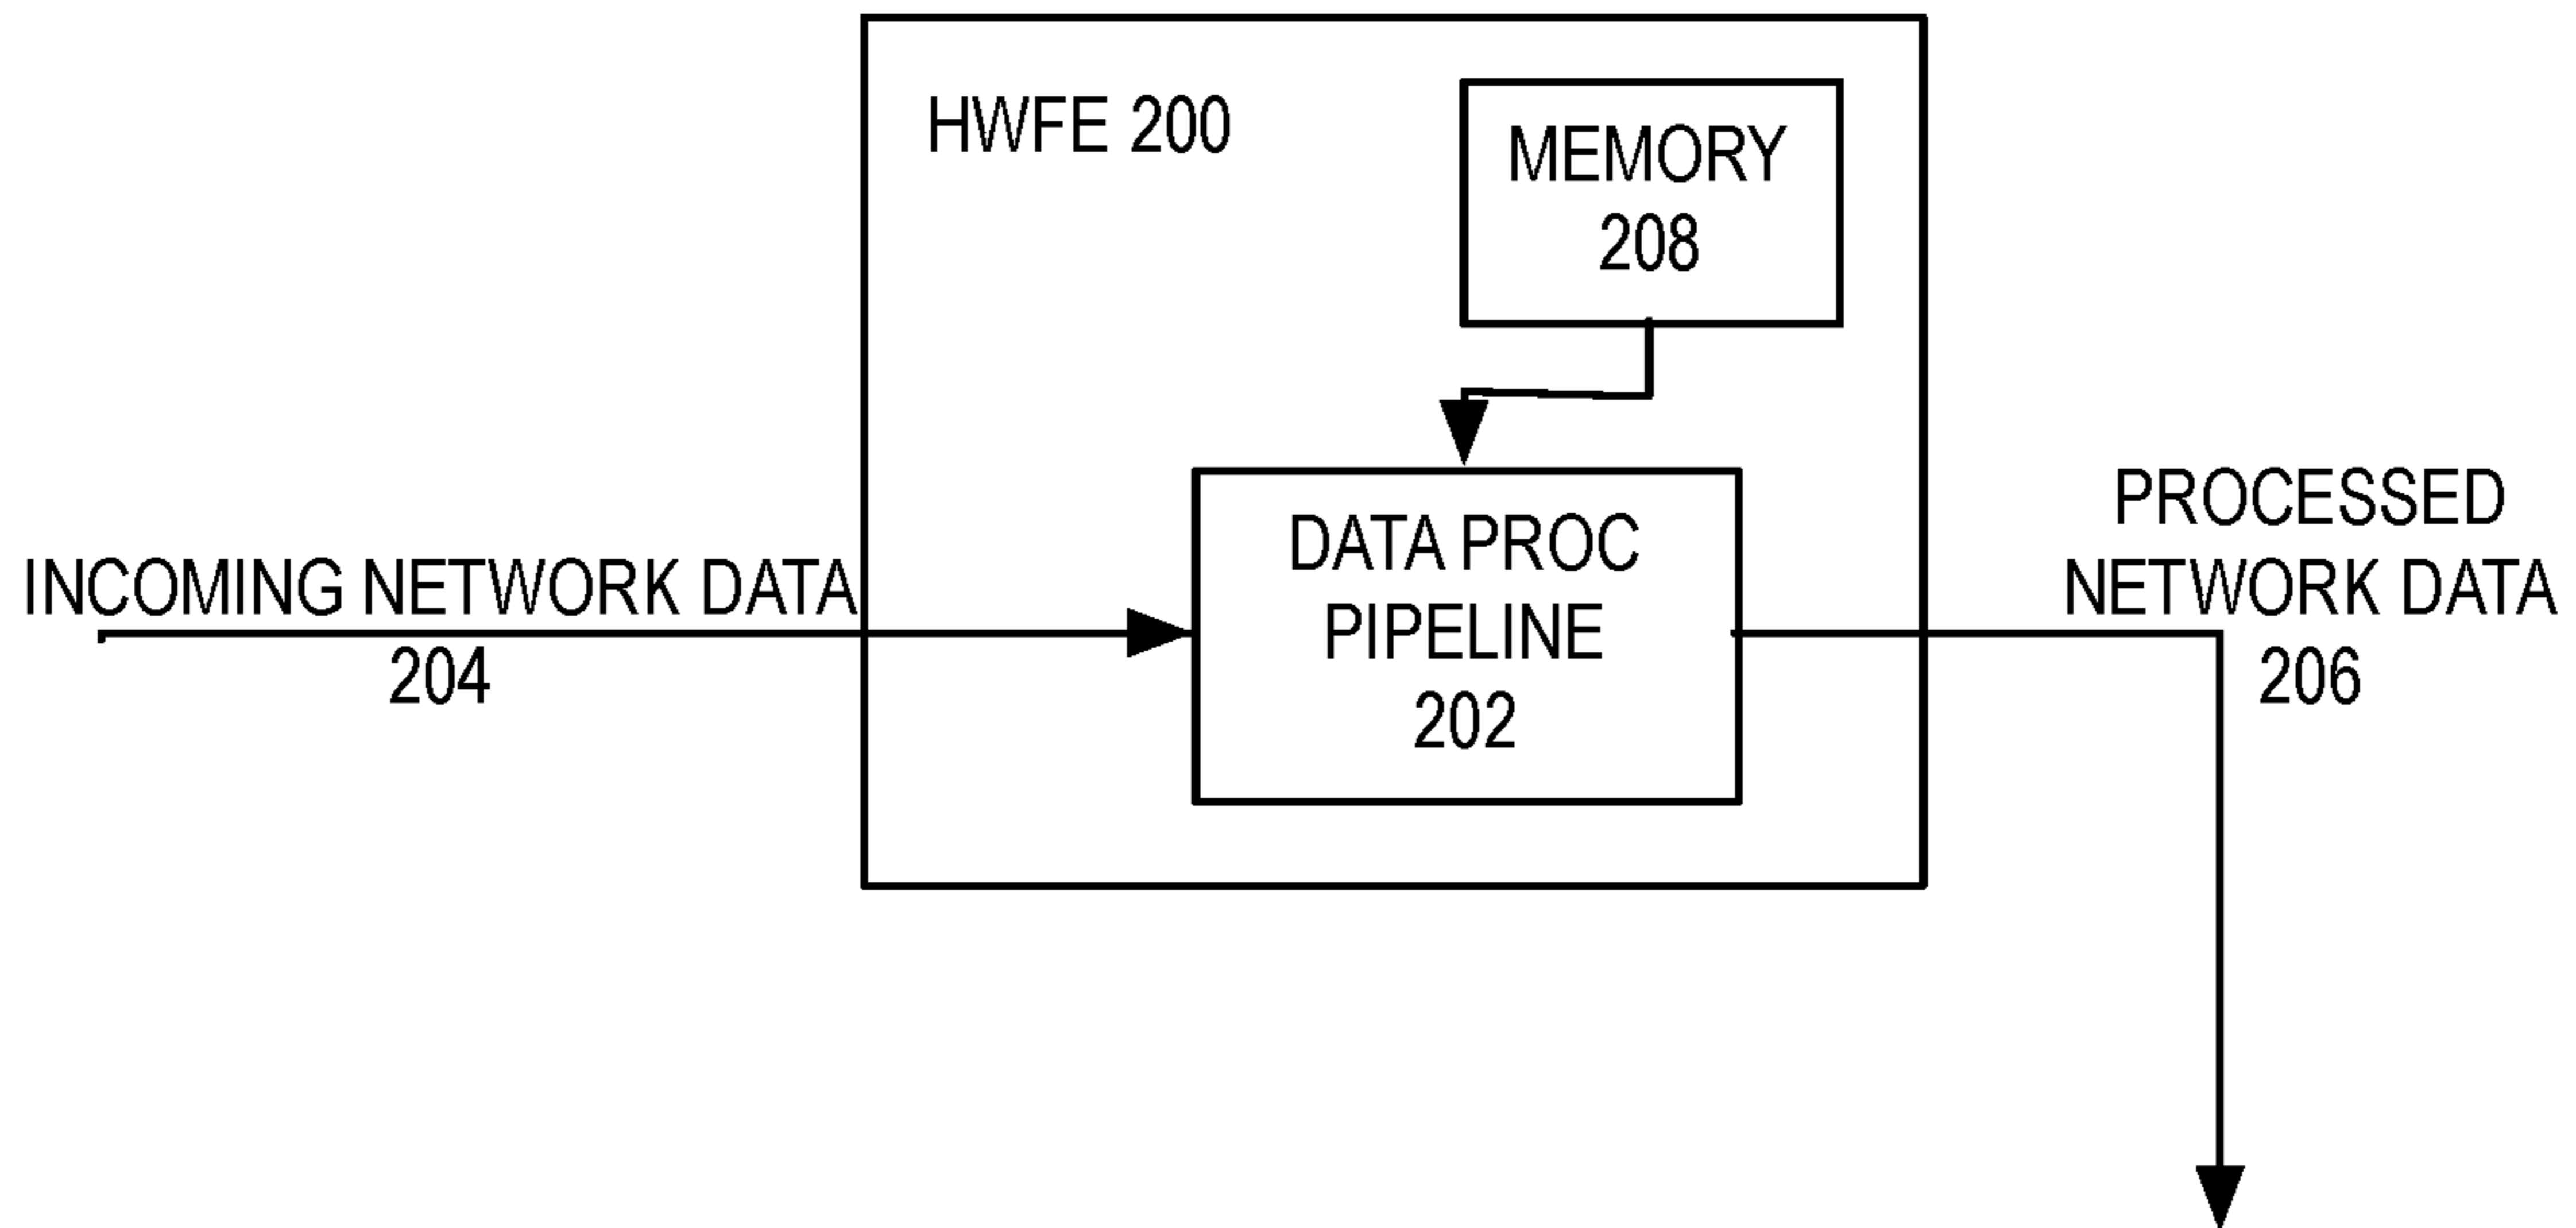 HWFE 200
MEMORY
208
INCOMING NETWORK DATA
204
DATA PROC
PIPELINE
202
PROCESSED
NETWORK DATA
206